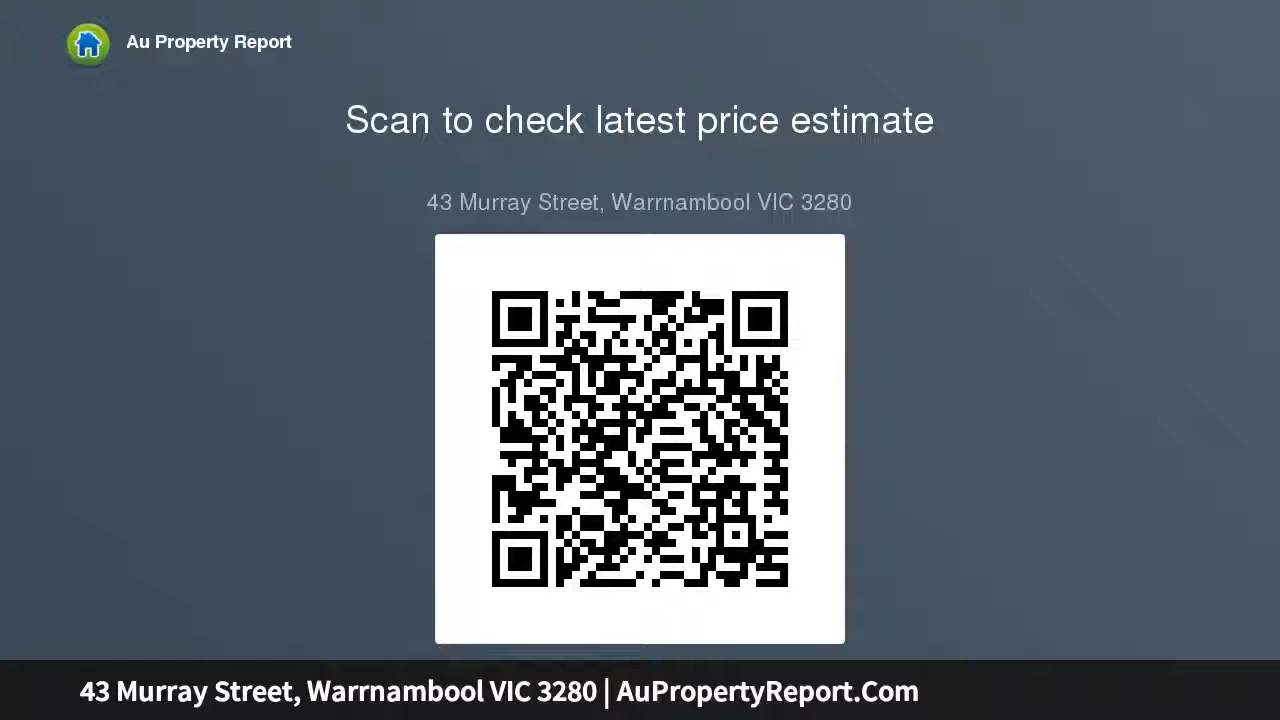 Au Property Report
Scan to check latest price estimate
43 Murray Street, Warrnambool VIC 3280
43 Murray Street, Warrnambool VIC 3280 | AuPropertyReport.Com